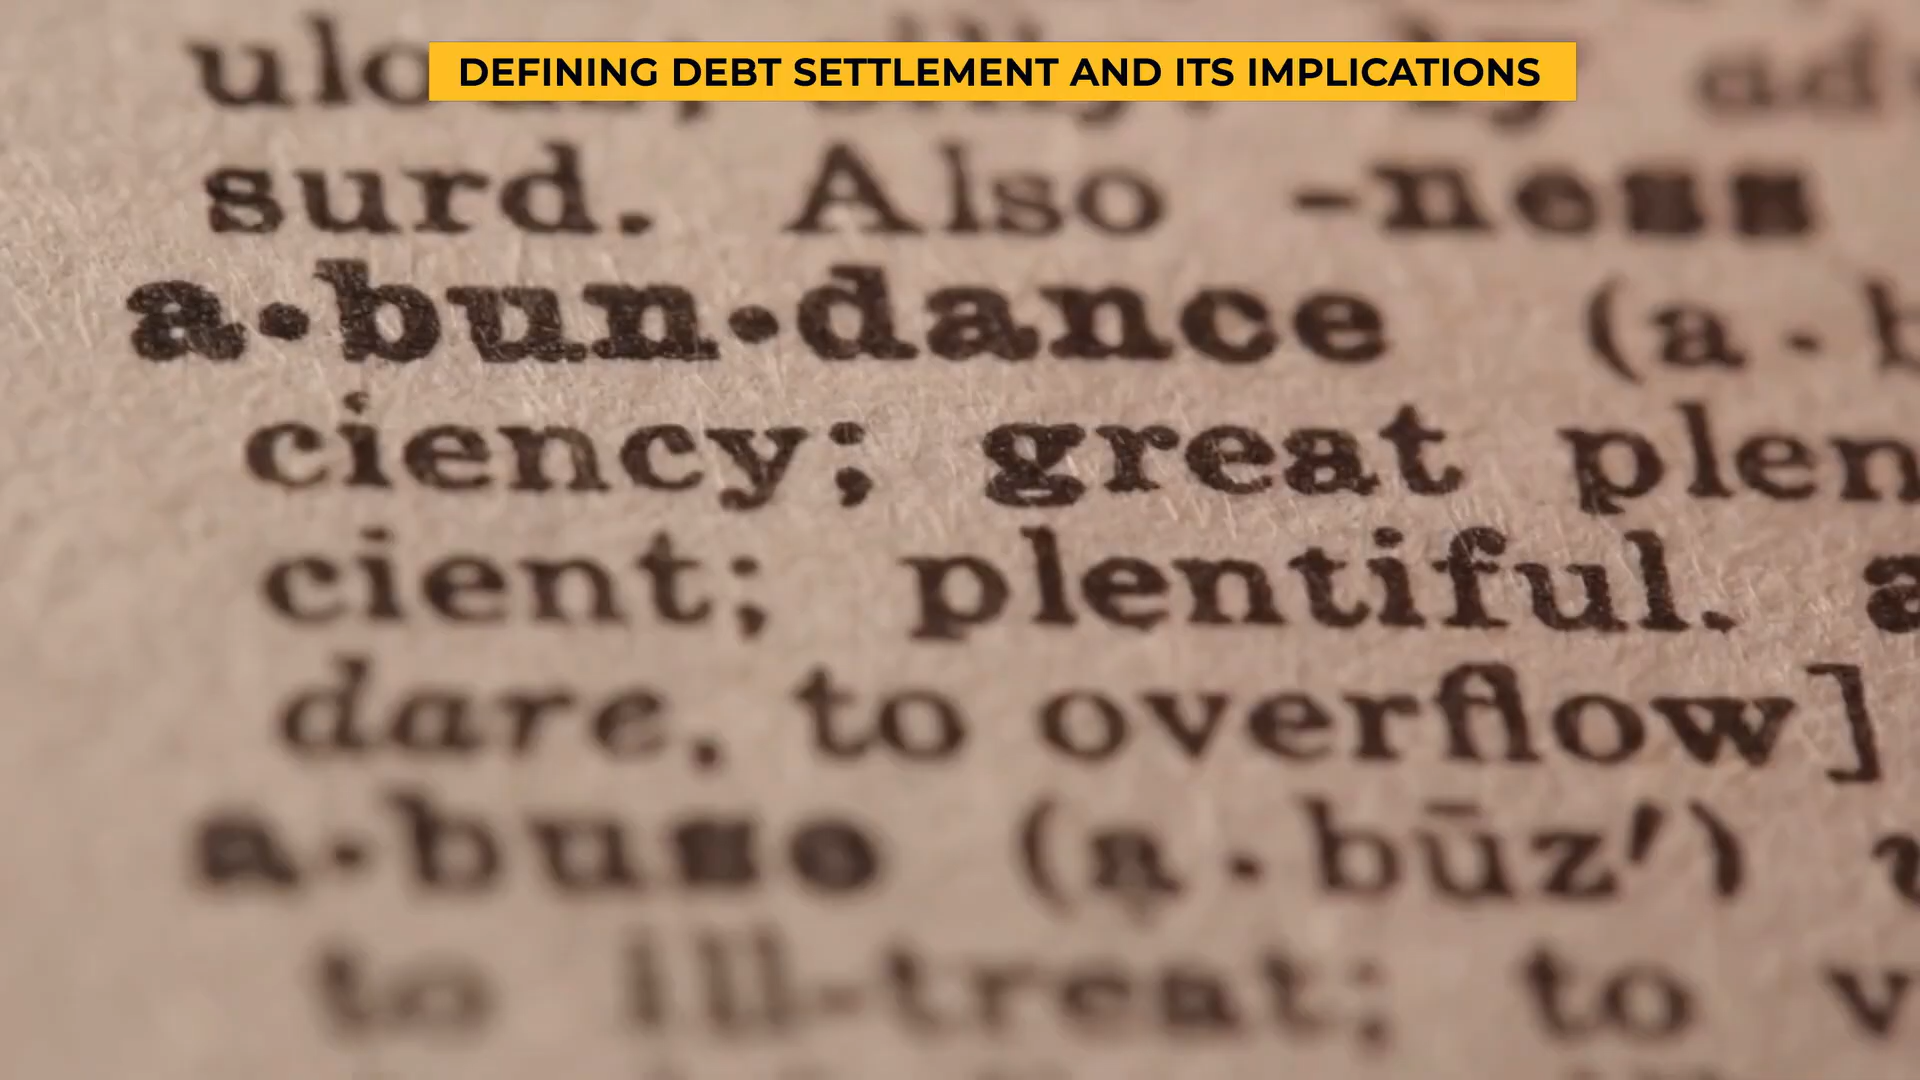 DEFINING DEBT SETTLEMENT AND ITS IMPLICATIONS
surd. Also -ness
a•bun•dance (a-b
ciency; great plen
cient; plentiful. a
dare, to overflow]
a•buse (a•būz′) v
to ill-treat; to v